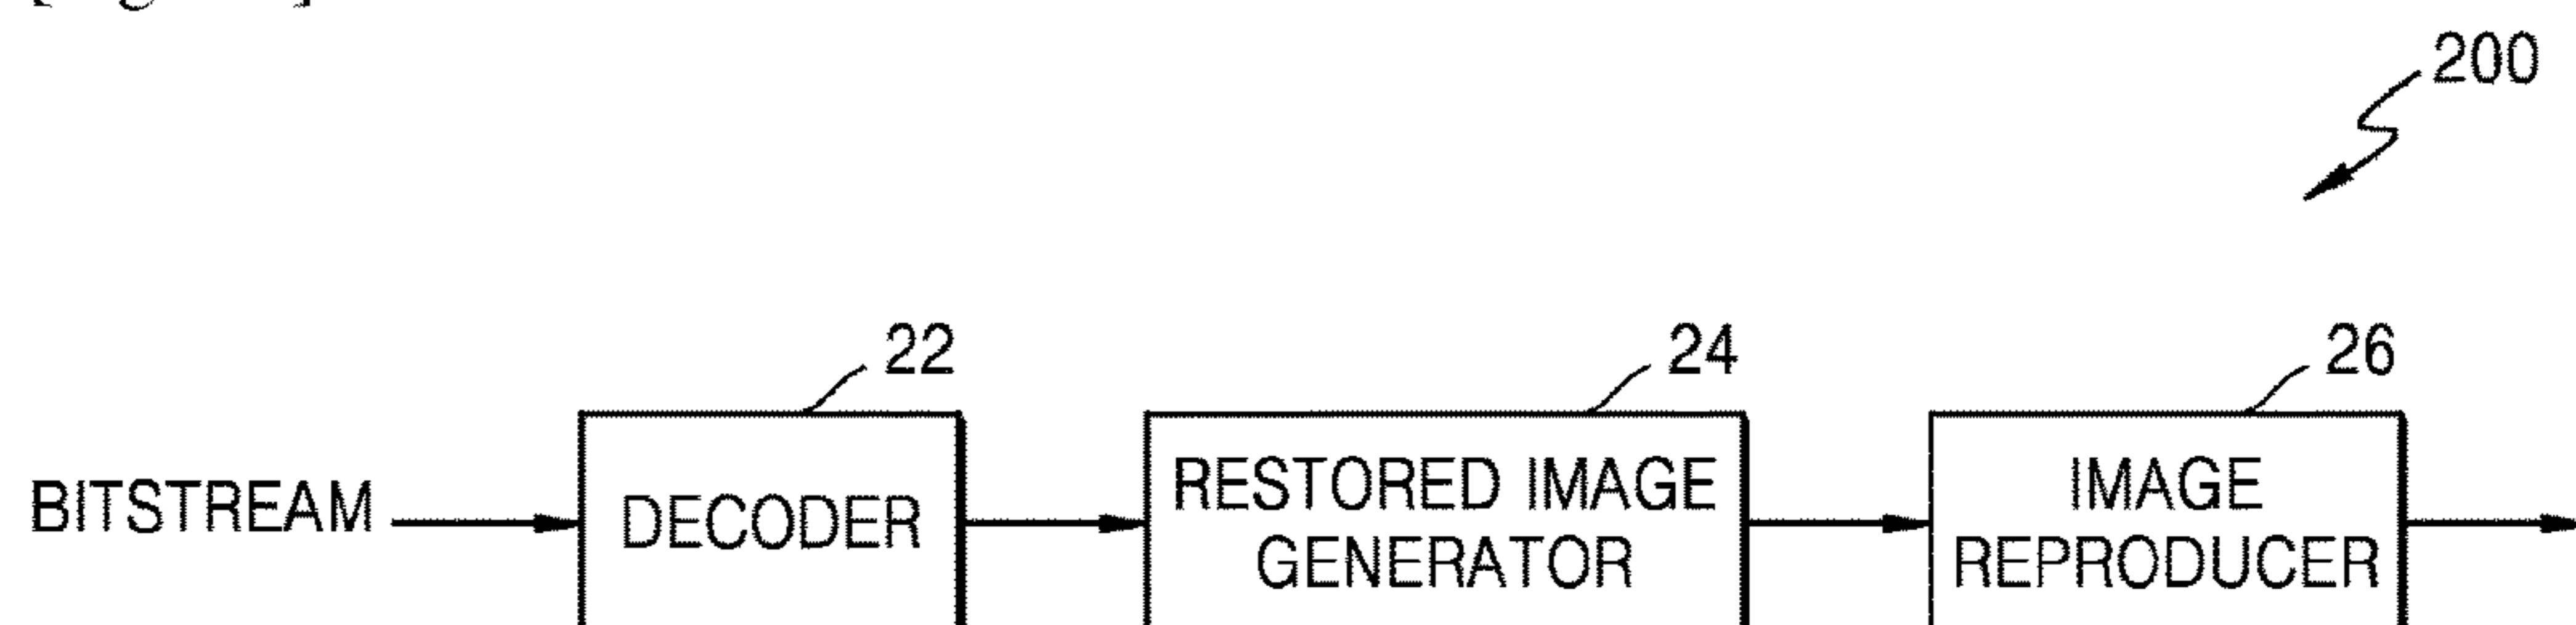 200
22
24
26
BITSTREAM
DECODER
RESTORED IMAGE
GENERATOR
IMAGE
REPRODUCER